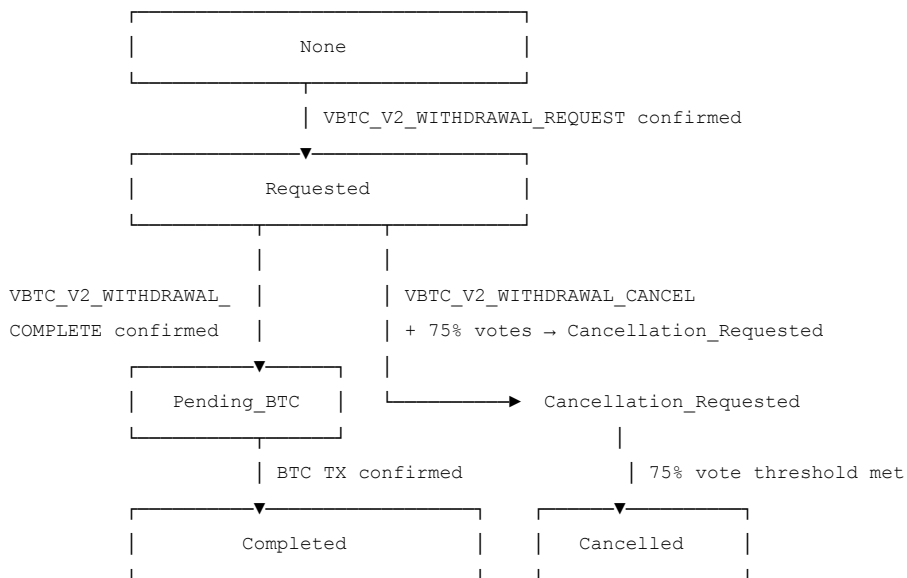 None
VBTC_V2_WITHDRAWAL_REQUEST confirmed
Requested
VBTC_V2_WITHDRAWAL_
COMPLETE confirmed
VBTC_V2_WITHDRAWAL_CANCEL
+ 75% votes → Cancellation_Requested
Pending_BTC
Cancellation_Requested
BTC TX confirmed
75% vote threshold met
Completed
Cancelled